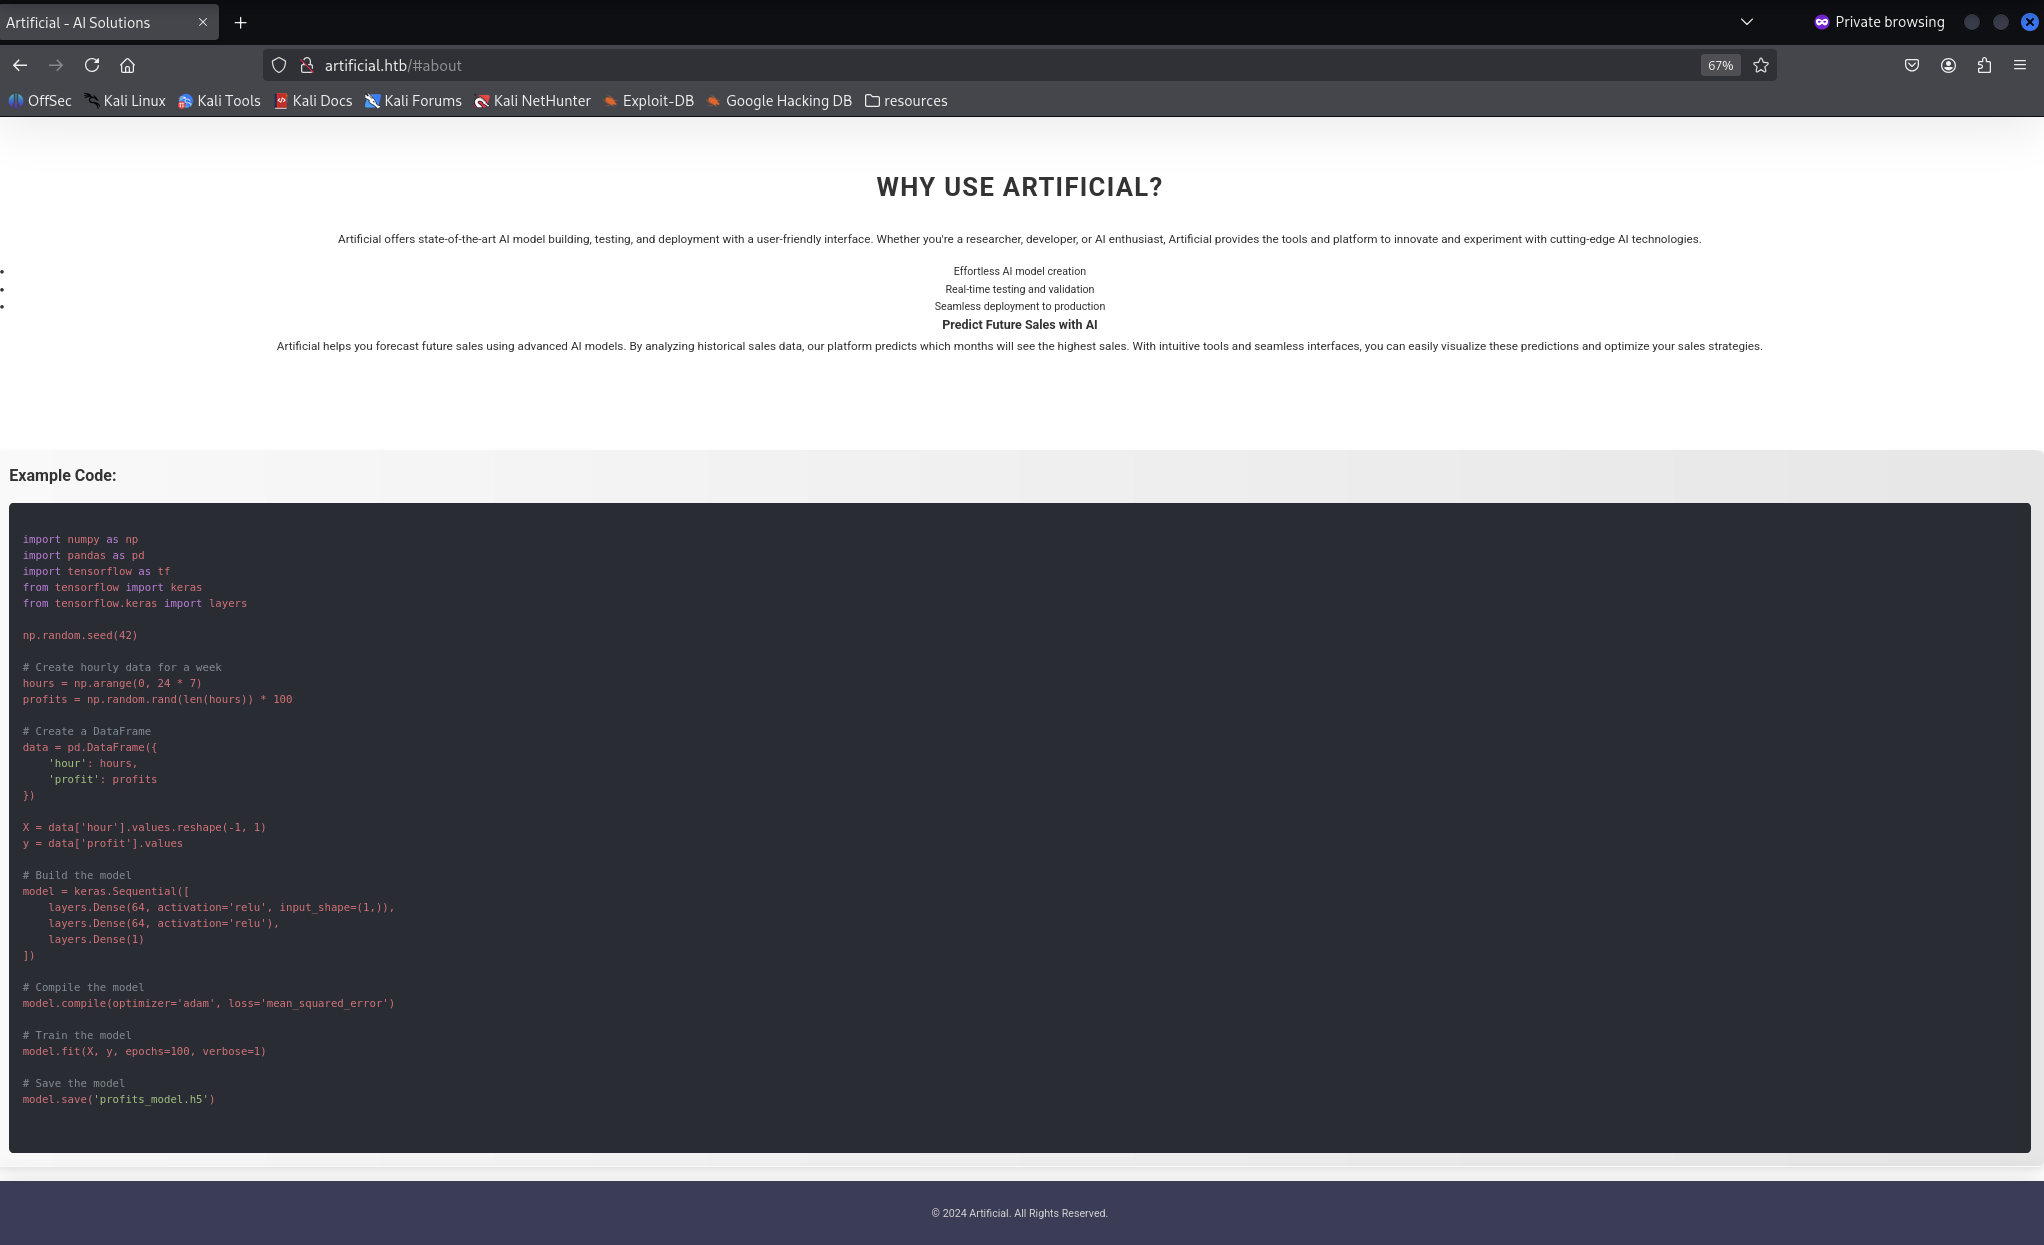 Artificial - AI Solutions
Private browsing
artificial.htb/#about
67%
OffSec Kali Linux Kali Tools Kali Docs Kali Forums Kali NetHunter Exploit-DB Google Hacking DB resources
WHY USE ARTIFICIAL?
Artificial offers state-of-the-art AI model building, testing, and deployment with a user-friendly interface. Whether you're a researcher, developer, or AI enthusiast, Artificial provides the tools and platform to innovate and experiment with cutting-edge AI technologies.
• Effortless AI model creation
• Real-time testing and validation
• Seamless deployment to production
Predict Future Sales with AI
Artificial helps you forecast future sales using advanced AI models. By analyzing historical sales data, our platform predicts which months will see the highest sales. With intuitive tools and seamless interfaces, you can easily visualize these predictions and optimize your sales strategies.
Example Code:
import numpy as np
import pandas as pd
import tensorflow as tf
from tensorflow import keras
from tensorflow.keras import layers
np.random.seed(42)
# Create hourly data for a week
hours = np.arange(0, 24 * 7)
profits = np.random.rand(len(hours)) * 100
# Create a DataFrame
data = pd.DataFrame({
    'hour': hours,
    'profit': profits
})
X = data['hour'].values.reshape(-1, 1)
y = data['profit'].values
# Build the model
model = keras.Sequential([
    layers.Dense(64, activation='relu', input_shape=(1,)),
    layers.Dense(64, activation='relu'),
    layers.Dense(1)
])
# Compile the model
model.compile(optimizer='adam', loss='mean_squared_error')
# Train the model
model.fit(X, y, epochs=100, verbose=1)
# Save the model
model.save('profits_model.h5')
© 2024 Artificial. All Rights Reserved.